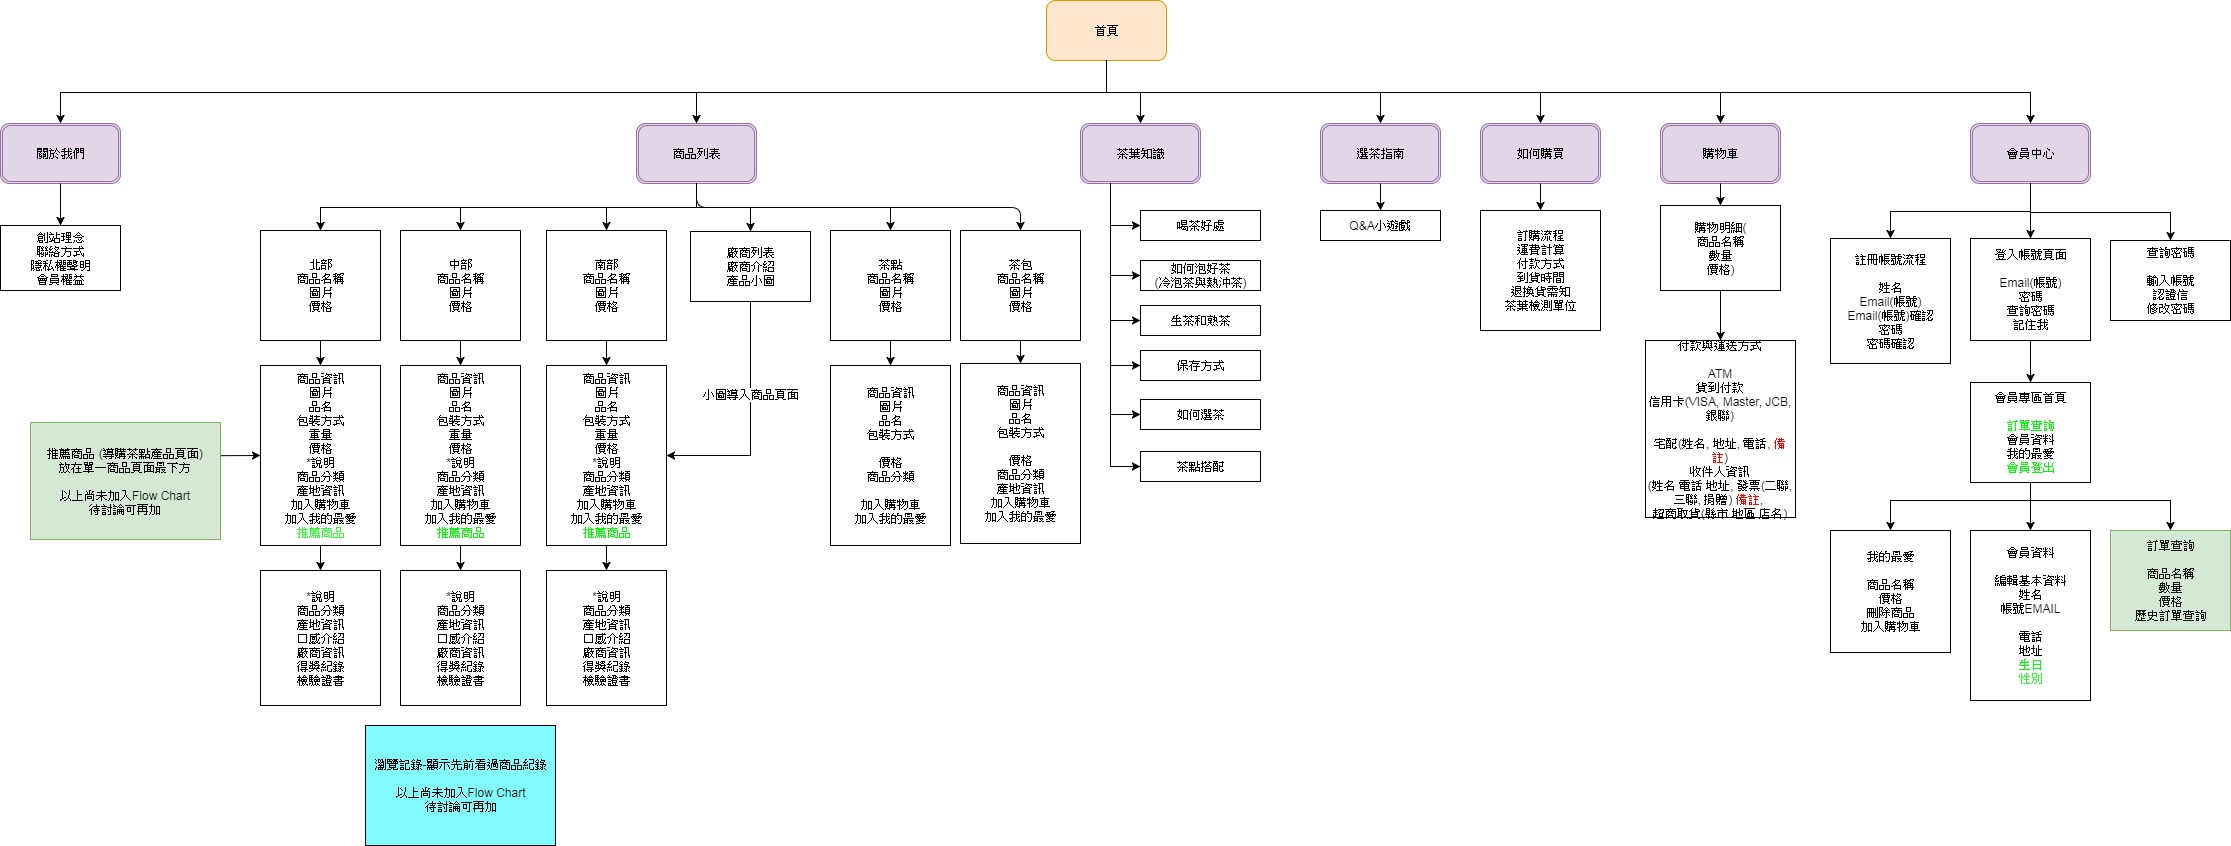 首頁
關於我們
商品列表
茶葉知識
選茶指南
如何購買
購物車
會員中心
創站理念
聯絡方式
隱私權聲明
會員權益
北部
商品名稱
圖片
價格
中部
商品名稱
圖片
價格
南部
商品名稱
圖片
價格
廠商列表
廠商介紹
產品小圖
茶點
商品名稱
圖片
價格
茶包
商品名稱
圖片
價格
小圖導入商品頁面
推薦商品 (導購茶點產品頁面)
放在單一商品頁面最下方
以上尚未加入Flow Chart
待討論可再加
商品資訊
圖片
品名
包裝方式
重量
價格
*說明
商品分類
產地資訊
加入購物車
加入我的最愛
推薦商品
商品資訊
圖片
品名
包裝方式
重量
價格
*說明
商品分類
產地資訊
加入購物車
加入我的最愛
推薦商品
商品資訊
圖片
品名
包裝方式
重量
價格
*說明
商品分類
產地資訊
加入購物車
加入我的最愛
推薦商品
商品資訊
圖片
品名
包裝方式
價格
商品分類
加入購物車
加入我的最愛
商品資訊
圖片
品名
包裝方式
價格
商品分類
產地資訊
加入購物車
加入我的最愛
*說明
商品分類
產地資訊
口感介紹
廠商資訊
得獎紀錄
檢驗證書
*說明
商品分類
產地資訊
口感介紹
廠商資訊
得獎紀錄
檢驗證書
*說明
商品分類
產地資訊
口感介紹
廠商資訊
得獎紀錄
檢驗證書
瀏覽記錄-顯示先前看過商品紀錄
以上尚未加入Flow Chart
待討論可再加
喝茶好處
如何泡好茶
(冷泡茶與熱沖茶)
生茶和熟茶
保存方式
如何選茶
茶點搭配
Q&A小遊戲
訂購流程
運費計算
付款方式
到貨時間
退換貨需知
茶葉檢測單位
購物明細(
商品名稱
數量
價格)
付款與運送方式
ATM
貨到付款
信用卡(VISA, Master, JCB,
銀聯)
宅配(姓名, 地址, 電話, 備
註)
收件人資訊
(姓名 電話 地址, 發票(二聯,
三聯, 捐贈) 備註,
超商取貨(縣市 地區 店名)
註冊帳號流程
姓名
Email(帳號)
Email(帳號)確認
密碼
密碼確認
登入帳號頁面
Email(帳號)
密碼
查詢密碼
記住我
查詢密碼
輸入帳號
認證信
修改密碼
會員專區首頁
訂單查詢
會員資料
我的最愛
會員登出
我的最愛
商品名稱
價格
刪除商品
加入購物車
會員資料
編輯基本資料
姓名
帳號EMAIL
電話
地址
生日
性別
訂單查詢
商品名稱
數量
價格
歷史訂單查詢